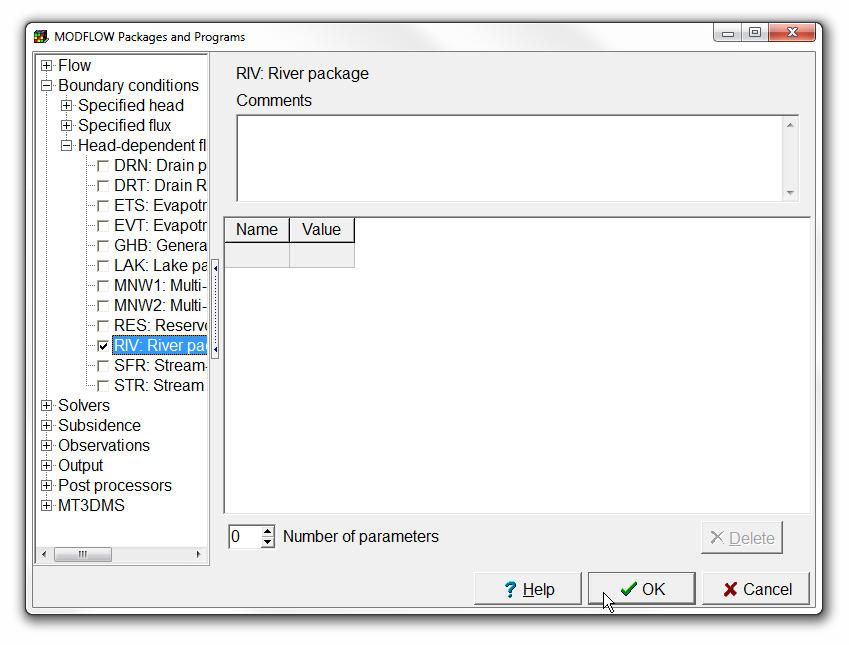 MODFLOW Packages and Programs
Flow
Boundary conditions
Specified head
Specified flux
Head-dependent fl
DRN: Drain p
DRT: Drain R
ETS: Evapotr
EVT: Evapotr
GHB: Genera
LAK: Lake pa
MNW1: Multi-
MNW2: Multi-
RES: Reservo
RIV: River pac
SFR: Stream-
STR: Stream
Solvers
Subsidence
Observations
Output
Post processors
MT3DMS
RIV: River package
Comments
Name Value
0 Number of parameters
Delete
Help OK Cancel